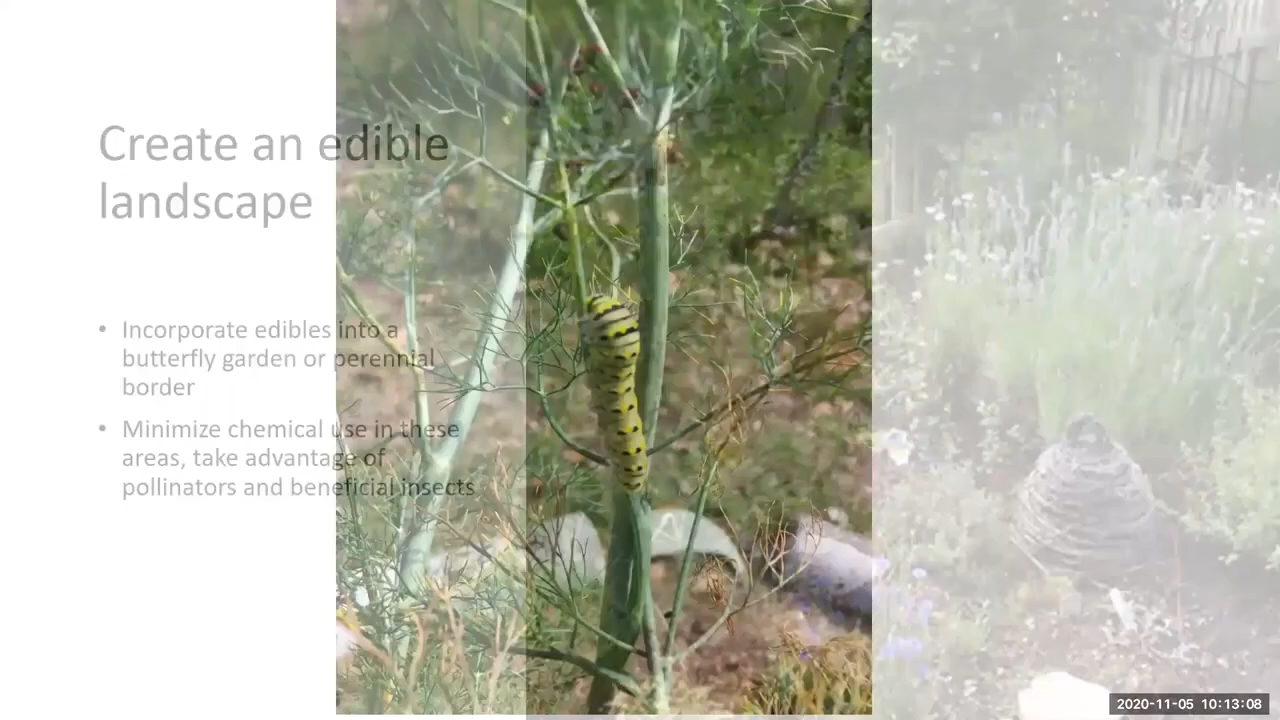 Create an edible
landscape
• Incorporate edibles into a
butterfly garden or perennial
border
• Minimize chemical use in these
areas, take advantage of
pollinators and beneficial insects
2020-11-05 10:13:08